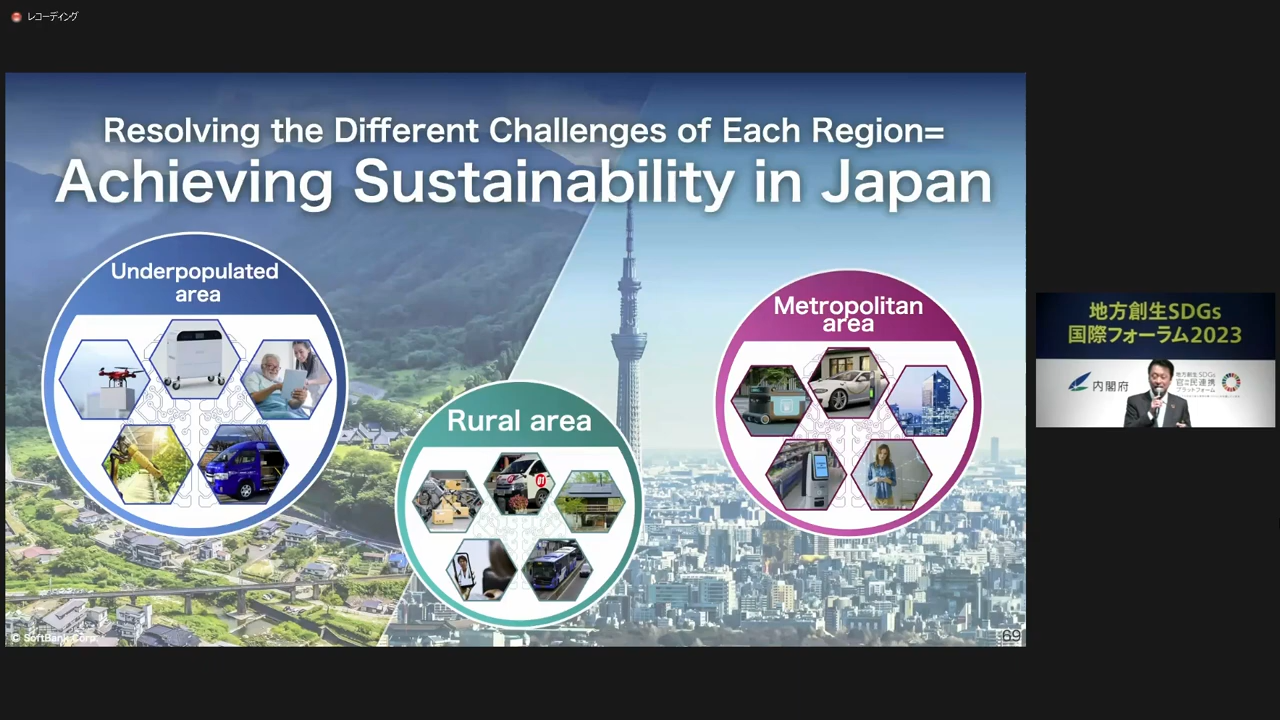 レコーディング
Resolving the Different Challenges of Each Region=
Achieving Sustainability in Japan
Underpopulated
area
Metropolitan
area
Rural area
01
地方創生SDGs
国際フォーラム2023
内閣府
地方創生SDGs
官民連携
プラットフォーム
© SoftBank Corp.
69